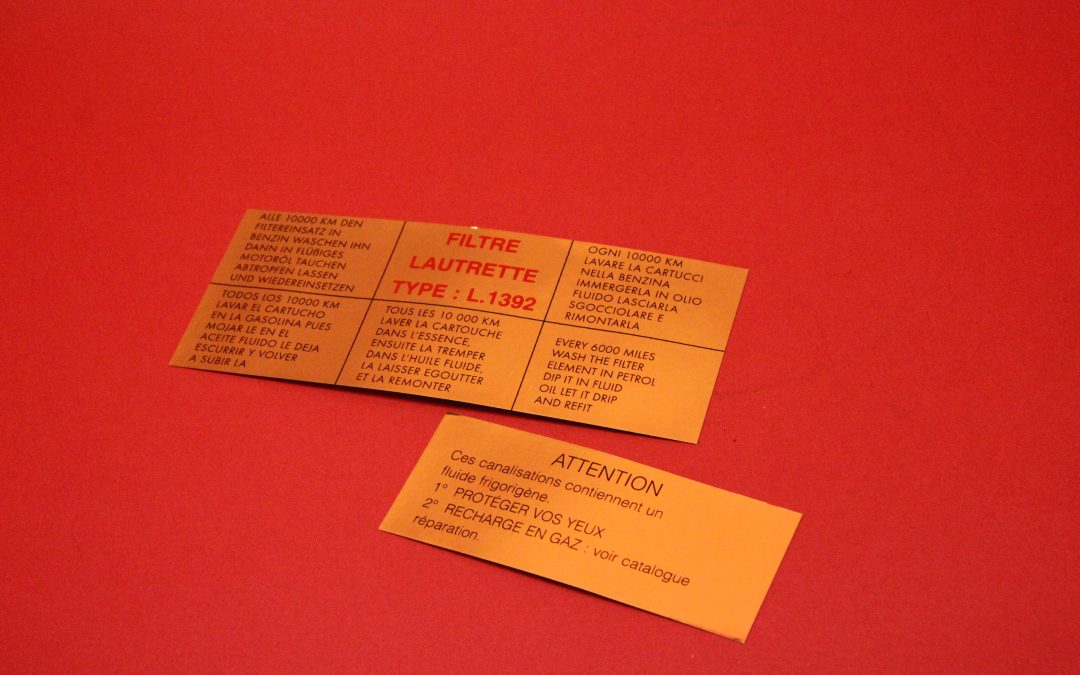 ALLE 10000 KM DEN
FILTEREINSATZ IN
BENZIN WASCHEN IHN
DANN IN FLÜẞIGES
MOTORÖL TAUCHEN
ABTROPFEN LASSEN
UND WIEDEREINSETZEN
FILTRE
LAUTRETTE
TYPE : L.1392
OGNI 10000 KM
LAVARE LA CARTUCCI
NELLA BENZINA
IMMERGERLA IN OLIO
FLUIDO LASCIARLA
SGOCCIOLARE E
RIMONTARLA
TODOS LOS 10000 KM
LAVAR EL CARTUCHO
EN LA GASOLINA PUES
MOJAR LE EN EL
ACEITE FLUIDO LE DEJA
ESCURRIR Y VOLVER
A SUBIR LA
TOUS LES 10 000 KM
LAVER LA CARTOUCHE
DANS L'ESSENCE,
ENSUITE LA TREMPER
DANS L'HUILE FLUIDE,
LA LAISSER EGOUTTER
ET LA REMONTER
EVERY 6000 MILES
WASH THE FILTER
ELEMENT IN PETROL
DIP IT IN FLUID
OIL LET IT DRIP
AND REFIT
ATTENTION
Ces canalisations contiennent un
fluide frigorigène.
1° PROTÉGER VOS YEUX
2° RECHARGE EN GAZ : voir catalogue
réparation.